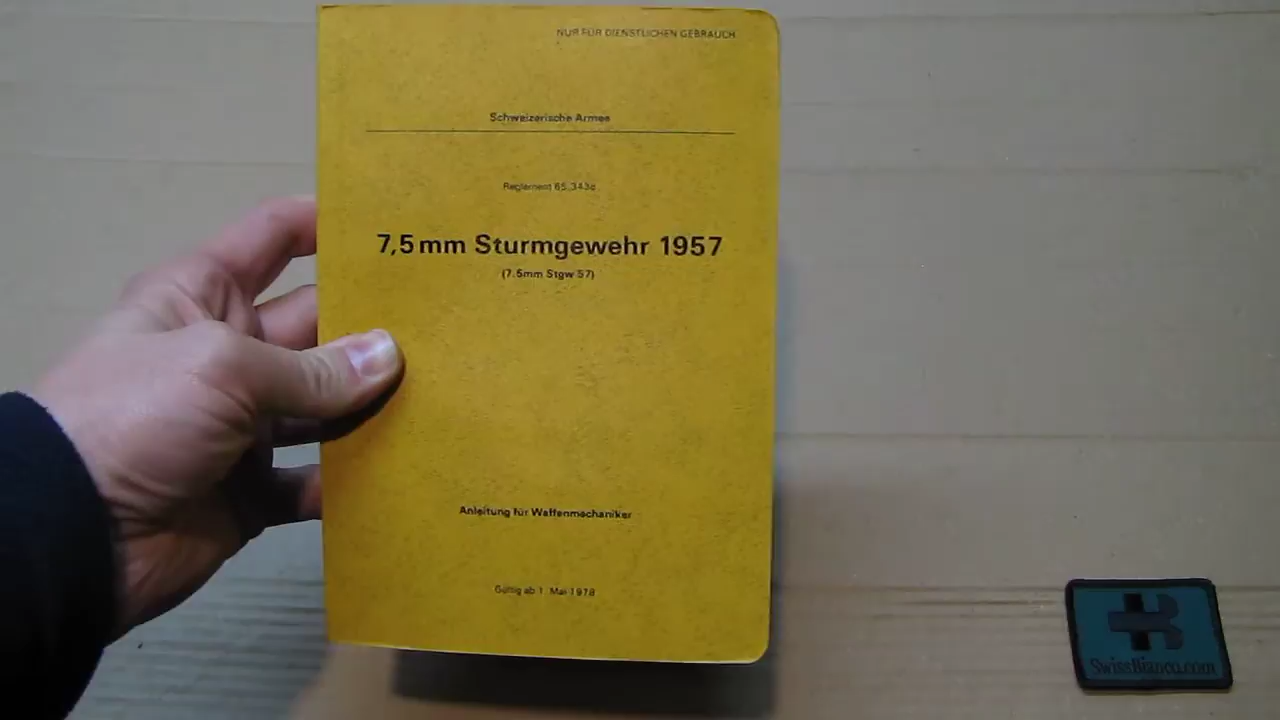 NUR FÜR DIENSTLICHEN GEBRAUCH
Schweizerische Armee
Reglement 65.343d
7,5 mm Sturmgewehr 1957
(7.5mm Stgw 57)
Anleitung für Waffenmechaniker
Gültig ab 1. Mai 1978
SwissBianco.com